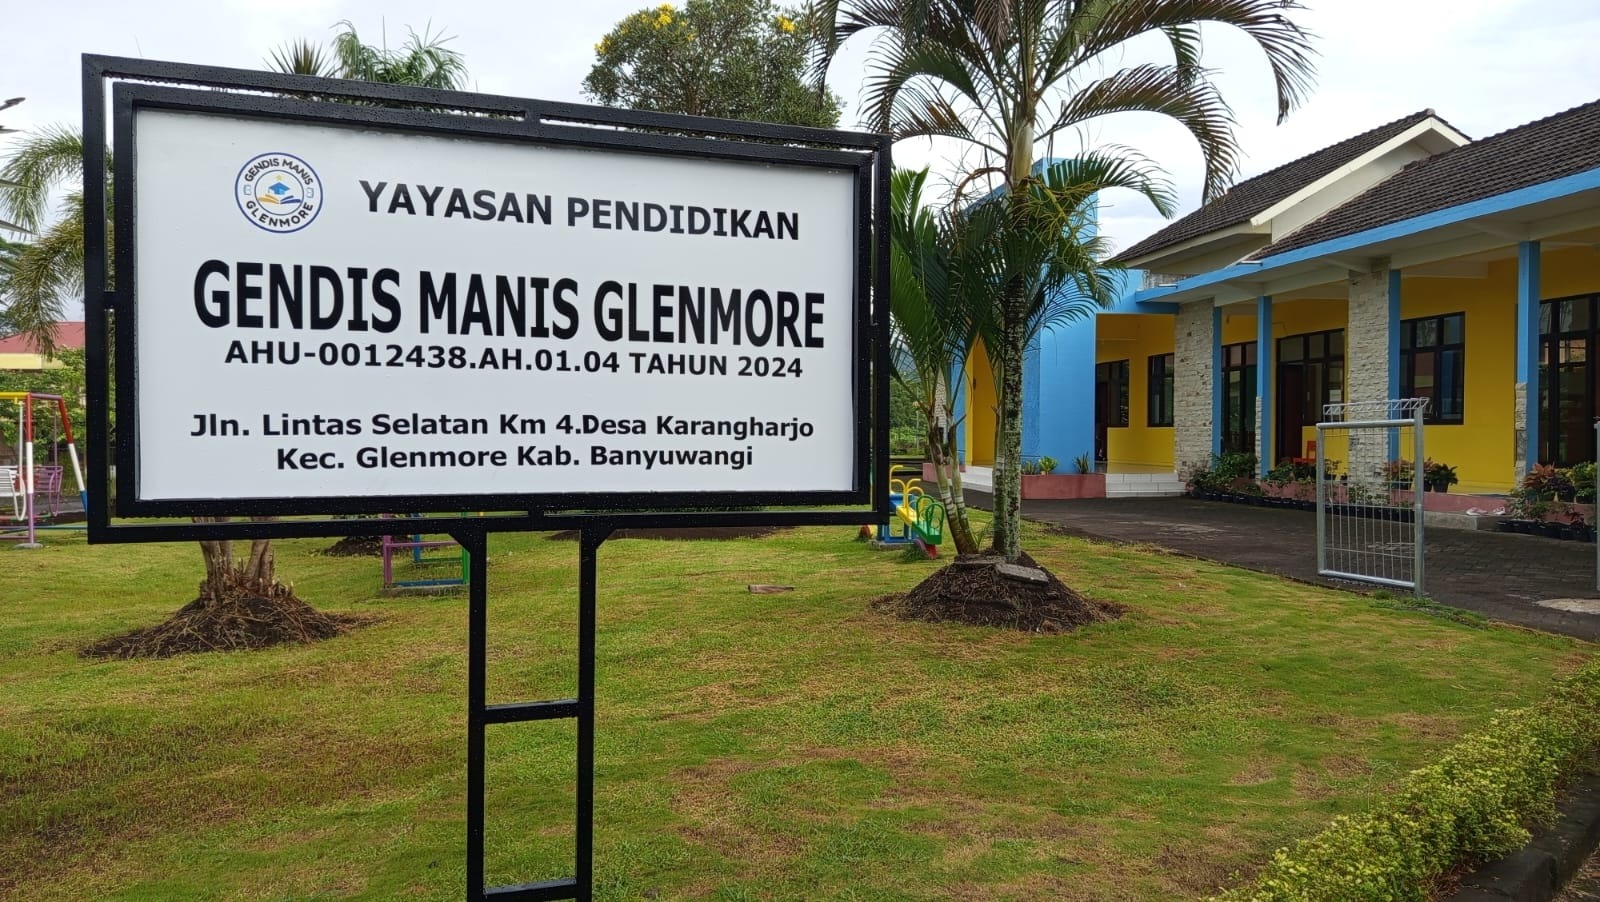 GENDIS MANIS
GLENMORE
YAYASAN PENDIDIKAN
GENDIS MANIS GLENMORE
AHU-0012438.AH.01.04 TAHUN 2024
Jln. Lintas Selatan Km 4.Desa Karangharjo
Kec. Glenmore Kab. Banyuwangi